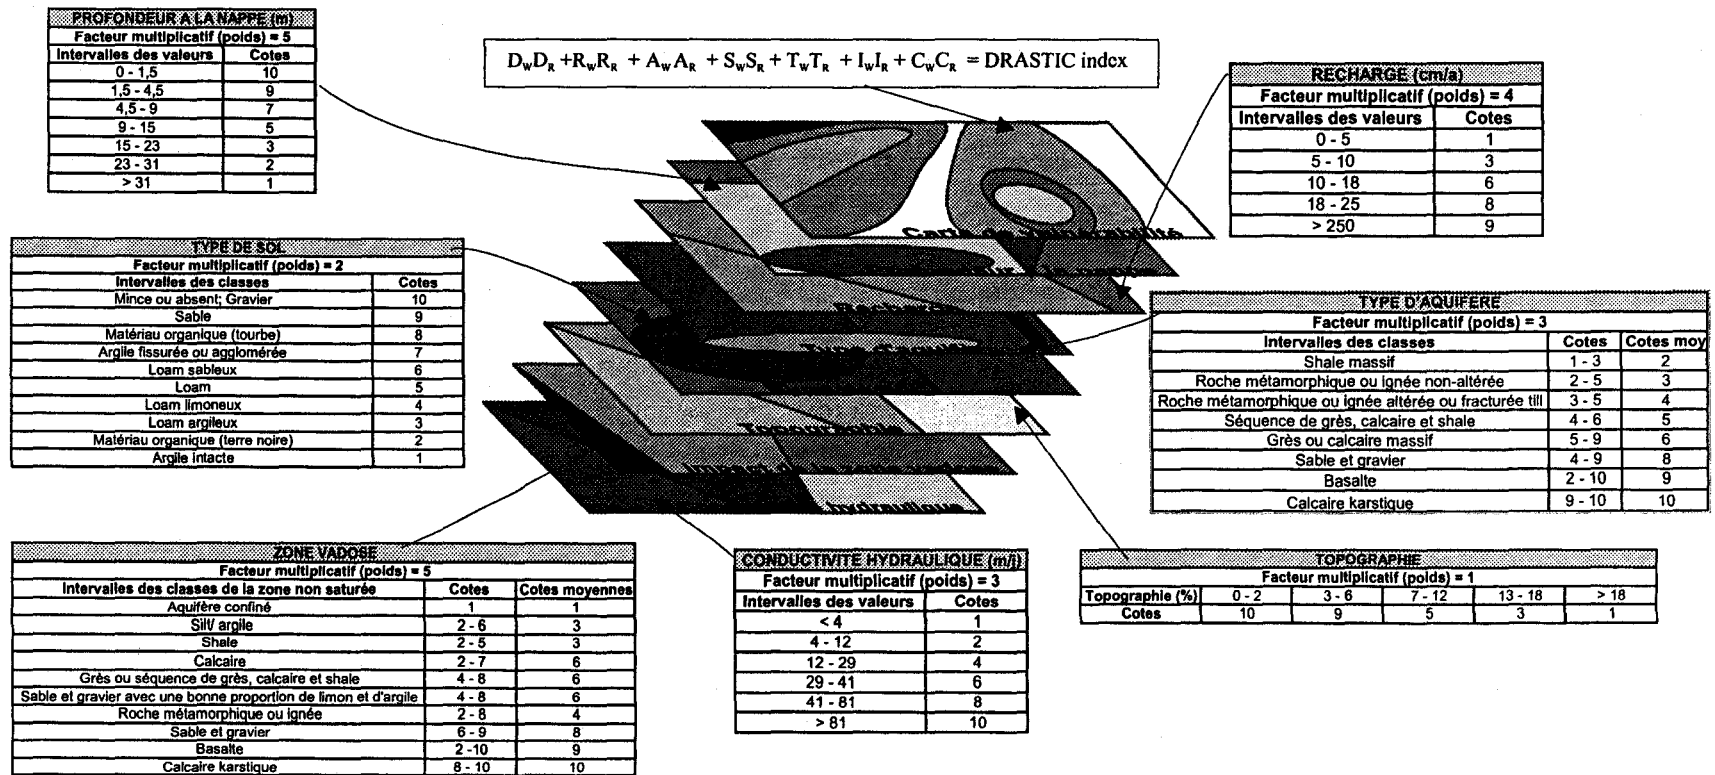 PROFONDEUR A LA NAPPE (m)
Facteur multiplicatif (poids) = 5
Intervalles des valeurs Cotes
0 - 1,5 10
1,5 - 4,5 9
4,5 - 9 7
9 - 15 5
15 - 23 3
23 - 31 2
> 31 1
DwDR +RwRR + AwAR + SwSR + TwTR + IwIR + CwCR = DRASTIC index
RECHARGE (cm/a)
Facteur multiplicatif (poids) = 4
Intervalles des valeurs Cotes
0 - 5 1
5 - 10 3
10 - 18 6
18 - 25 8
> 250 9
Carte de vulnérabilité
Recharge
Topographie
Impact de la zone vadose
hydraulique
TYPE DE SOL
Facteur multiplicatif (poids) = 2
Intervalles des classes Cotes
Mince ou absent; Gravier 10
Sable 9
Matériau organique (tourbe) 8
Argile fissurée ou agglomérée 7
Loam sableux 6
Loam 5
Loam limoneux 4
Loam argileux 3
Matériau organique (terre noire) 2
Argile intacte 1
TYPE D'AQUIFERE
Facteur multiplicatif (poids) = 3
Intervalles des classes Cotes Cotes moy
Shale massif 1 - 3 2
Roche métamorphique ou ignée non-altérée 2 - 5 3
Roche métamorphique ou ignée altérée ou fracturée till 3 - 5 4
Séquence de grès, calcaire et shale 4 - 6 5
Grès ou calcaire massif 5 - 9 6
Sable et gravier 4 - 9 8
Basalte 2 - 10 9
Calcaire karstique 9 - 10 10
ZONE VADOSE
Facteur multiplicatif (poids) = 5
Intervalles des classes de la zone non saturée Cotes Cotes moyennes
Aquifère confiné 1 1
Silt/ argile 2 - 6 3
Shale 2 - 5 3
Calcaire 2 - 7 6
Grès ou séquence de grès, calcaire et shale 4 - 8 6
Sable et gravier avec une bonne proportion de limon et d'argile 4 - 8 6
Roche métamorphique ou ignée 2 - 8 4
Sable et gravier 6 - 9 8
Basalte 2 -10 9
Calcaire karstique 8 - 10 10
CONDUCTIVITE HYDRAULIQUE (m/j)
Facteur multiplicatif (poids) = 3
Intervalles des valeurs Cotes
< 4 1
4 - 12 2
12 - 29 4
29 - 41 6
41 - 81 8
> 81 10
TOPOGRAPHIE
Facteur multiplicatif (poids) = 1
Topographie (%) 0 - 2 3 - 6 7 - 12 13 - 18 > 18
Cotes 10 9 5 3 1